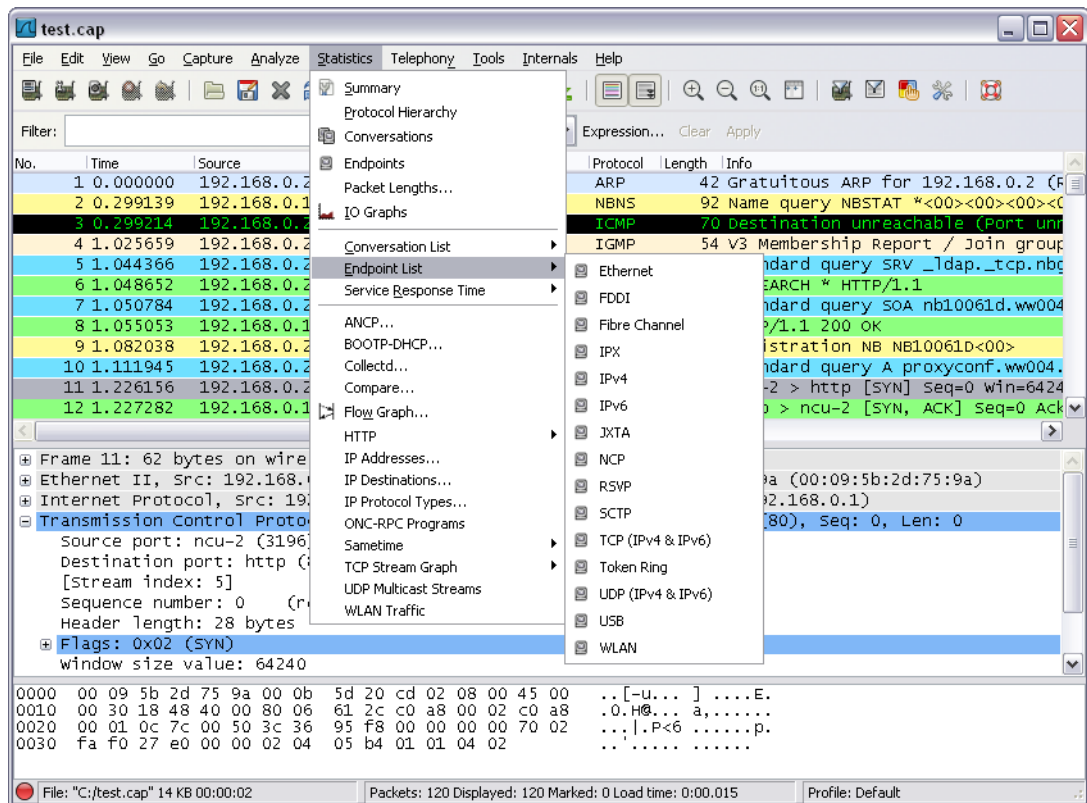 test.cap
File Edit View Go Capture Analyze Statistics Telephony Tools Internals Help
Filter: Expression... Clear Apply
No. Time Source Protocol Length Info
1 0.000000 192.168.0.2 ARP 42 Gratuitous ARP for 192.168.0.2 (R
2 0.299139 192.168.0.1 NBNS 92 Name query NBSTAT *<00><00><00><0
3 0.299214 192.168.0.2 ICMP 70 Destination unreachable (Port unr
4 1.025659 192.168.0.2 IGMP 54 V3 Membership Report / Join group
5 1.044366 192.168.0.2 ndard query SRV _ldap._tcp.nbg
6 1.048652 192.168.0.2 EARCH * HTTP/1.1
7 1.050784 192.168.0.2 ndard query SOA nb10061d.ww004
8 1.055053 192.168.0.1 P/1.1 200 OK
9 1.082038 192.168.0.2 istration NB NB10061D<00>
10 1.111945 192.168.0.2 ndard query A proxyconf.ww004.
11 1.226156 192.168.0.2 -2 > http [SYN] Seq=0 Win=6424
12 1.227282 192.168.0.1 > ncu-2 [SYN, ACK] Seq=0 Ack
Summary
Protocol Hierarchy
Conversations
Endpoints
Packet Lengths...
IO Graphs
Conversation List
Endpoint List
Service Response Time
ANCP...
BOOTP-DHCP...
Collectd...
Compare...
Flow Graph...
HTTP
IP Addresses...
IP Destinations...
IP Protocol Types...
ONC-RPC Programs
Sametime
TCP Stream Graph
UDP Multicast Streams
WLAN Traffic
Ethernet
FDDI
Fibre Channel
IPX
IPv4
IPv6
JXTA
NCP
RSVP
SCTP
TCP (IPv4 & IPv6)
Token Ring
UDP (IPv4 & IPv6)
USB
WLAN
Frame 11: 62 bytes on wire
Ethernet II, Src: 192.168. 9a (00:09:5b:2d:75:9a)
Internet Protocol, Src: 19 92.168.0.1)
Transmission Control Proto (80), Seq: 0, Len: 0
Source port: ncu-2 (3196
Destination port: http (
[Stream index: 5]
Sequence number: 0 (r
Header length: 28 bytes
Flags: 0x02 (SYN)
Window size value: 64240
0000 00 09 5b 2d 75 9a 00 0b 5d 20 cd 02 08 00 45 00 ..[-u... ] ....E.
0010 00 30 18 48 40 00 80 06 61 2c c0 a8 00 02 c0 a8 .0.H@... a,......
0020 00 01 0c 7c 00 50 3c 36 95 f8 00 00 00 00 70 02 ...|.P<6 ......p.
0030 fa f0 27 e0 00 00 02 04 05 b4 01 01 04 02 ..'..... ......
File: "C:/test.cap" 14 KB 00:00:02 Packets: 120 Displayed: 120 Marked: 0 Load time: 0:00.015 Profile: Default